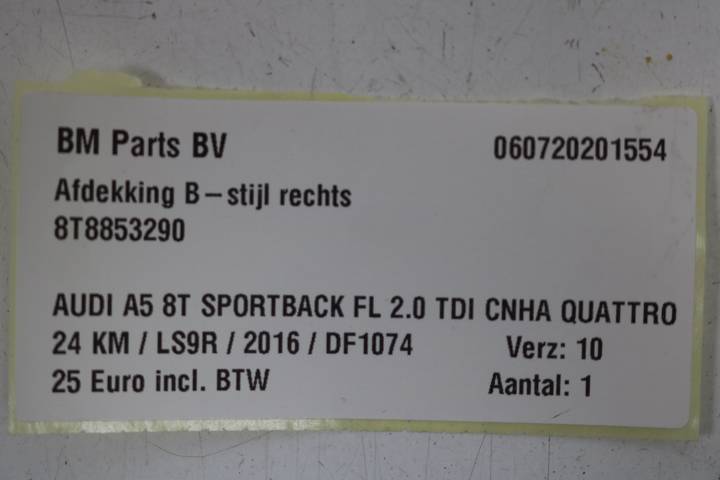 BM Parts BV 060720201554
Afdekking B-stijl rechts
8T8853290
AUDI A5 8T SPORTBACK FL 2.0 TDI CNHA QUATTRO
24 KM / LS9R / 2016 / DF1074 Verz: 10
25 Euro incl. BTW Aantal: 1